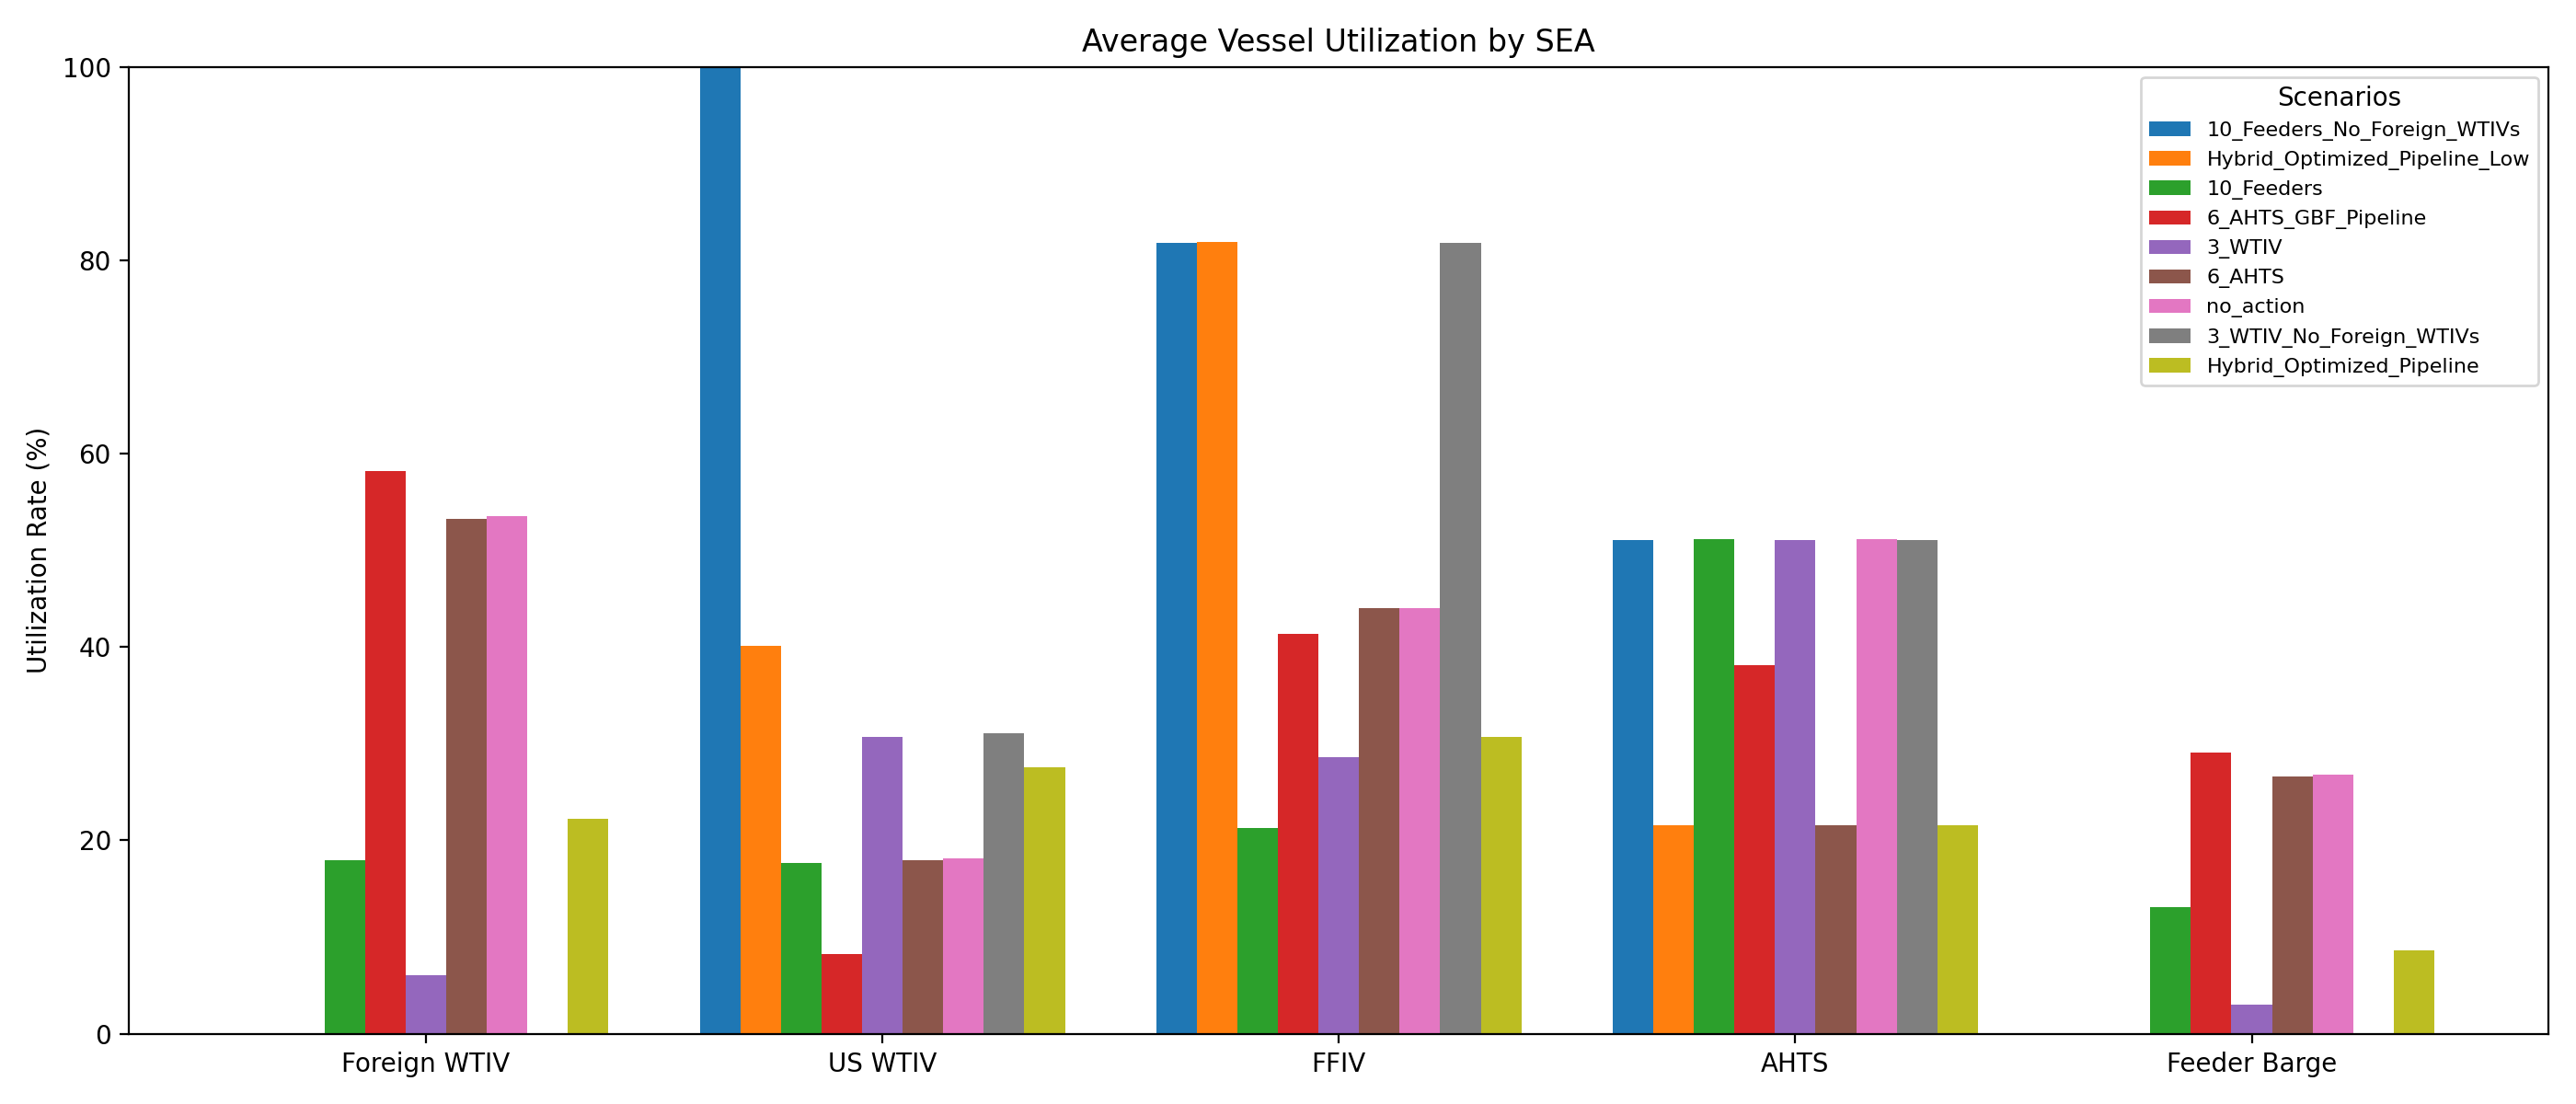 Average Vessel Utilization by SEA
Utilization Rate (%)
100
80
60
40
20
0
Scenarios
10_Feeders_No_Foreign_WTIVs
Hybrid_Optimized_Pipeline_Low
10_Feeders
6_AHTS_GBF_Pipeline
3_WTIV
6_AHTS
no_action
3_WTIV_No_Foreign_WTIVs
Hybrid_Optimized_Pipeline
Foreign WTIV
US WTIV
FFIV
AHTS
Feeder Barge